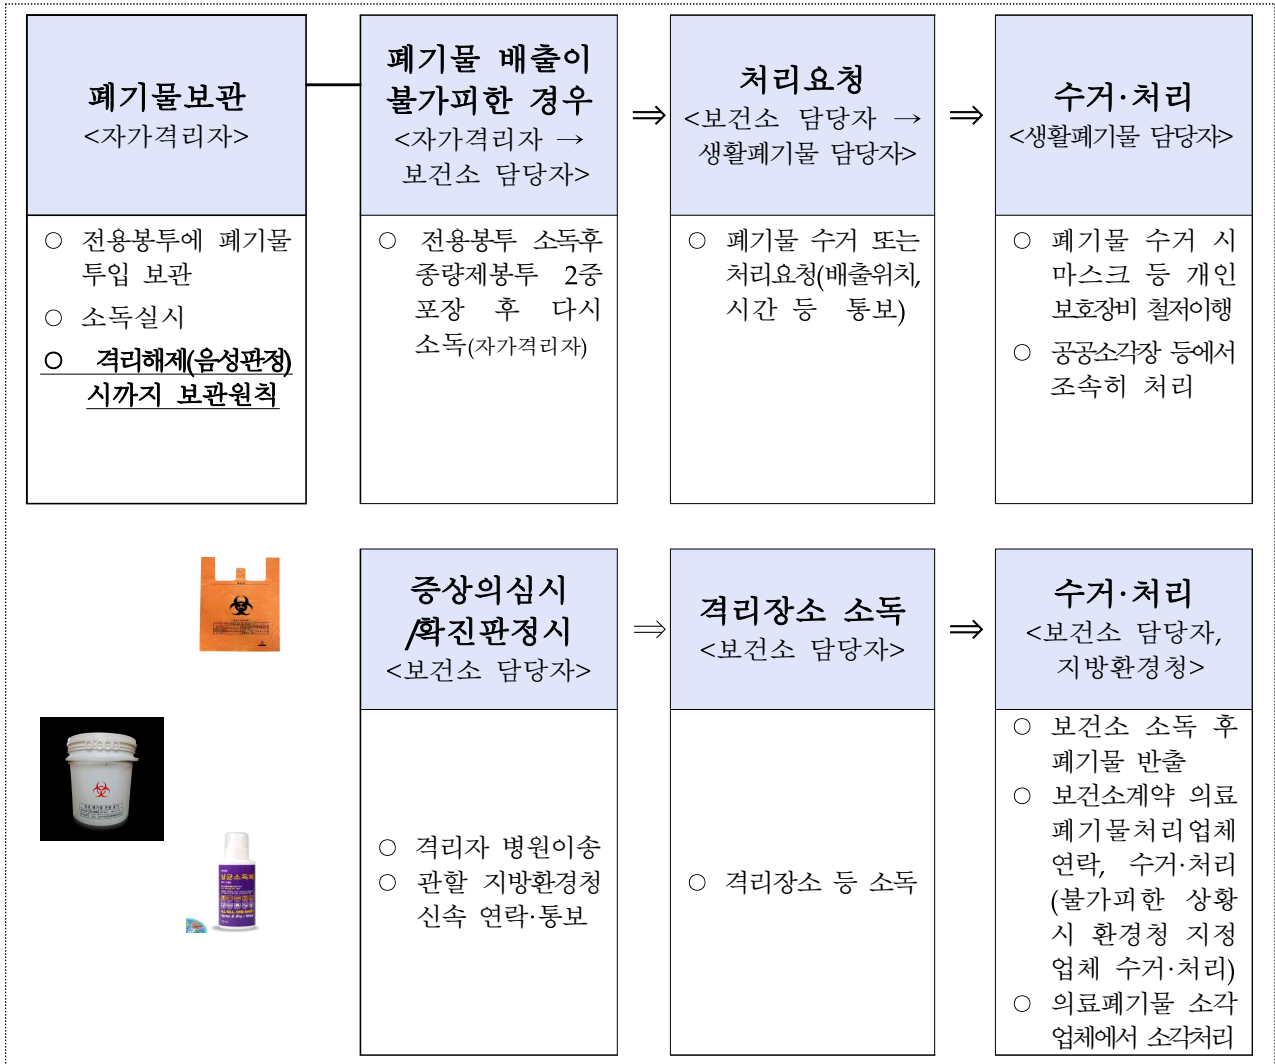 폐기물보관
<자가격리자>
○ 전용봉투에 폐기물
투입 보관
○ 소독실시
○ 격리해제(음성판정)
시까지 보관원칙
폐기물 배출이
불가피한 경우
<자가격리자 →
보건소 담당자>
○ 전용봉투 소독후
종량제봉투 2중
포장 후 다시
소독(자가격리자)
⇒
처리요청
<보건소 담당자 →
생활폐기물 담당자>
○ 폐기물 수거 또는
처리요청(배출위치,
시간 등 통보)
⇒
수거·처리
<생활폐기물 담당자>
○ 폐기물 수거 시
마스크 등 개인
보호장비 철저이행
○ 공공소각장 등에서
조속히 처리
살균소독제
증상의심시
/확진판정시
<보건소 담당자>
○ 격리자 병원이송
○ 관할 지방환경청
신속 연락·통보
⇒
격리장소 소독
<보건소 담당자>
○ 격리장소 등 소독
⇒
수거·처리
<보건소 담당자,
지방환경청>
○ 보건소 소독 후
폐기물 반출
○ 보건소계약 의료
폐기물처리업체
연락, 수거·처리
(불가피한 상황
시 환경청 지정
업체 수거·처리)
○ 의료폐기물 소각
업체에서 소각처리